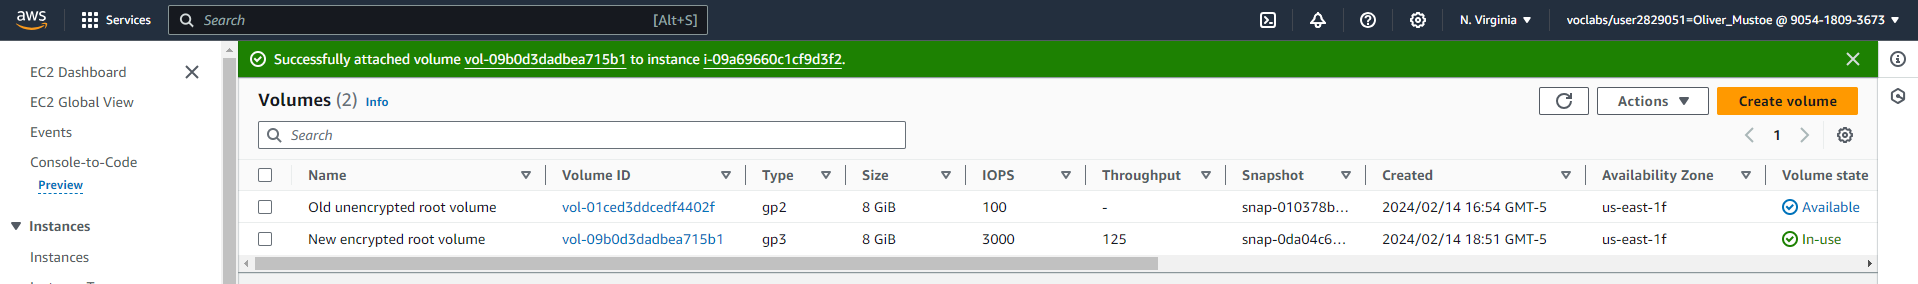 aws Services Search [Alt+S] N. Virginia voclabs/user2829051=Oliver_Mustoe @ 9054-1809-3673
EC2 Dashboard
EC2 Global View
Events
Console-to-Code
Preview
Instances
Instances
Successfully attached volume vol-09b0d3dadbea715b1 to instance i-09a69660c1cf9d3f2.
Volumes (2) Info Actions Create volume
Search 1
Name Volume ID Type Size IOPS Throughput Snapshot Created Availability Zone Volume state
Old unencrypted root volume vol-01ced3ddcedf4402f gp2 8 GiB 100 - snap-010378b... 2024/02/14 16:54 GMT-5 us-east-1f Available
New encrypted root volume vol-09b0d3dadbea715b1 gp3 8 GiB 3000 125 snap-0da04c6... 2024/02/14 18:51 GMT-5 us-east-1f In-use